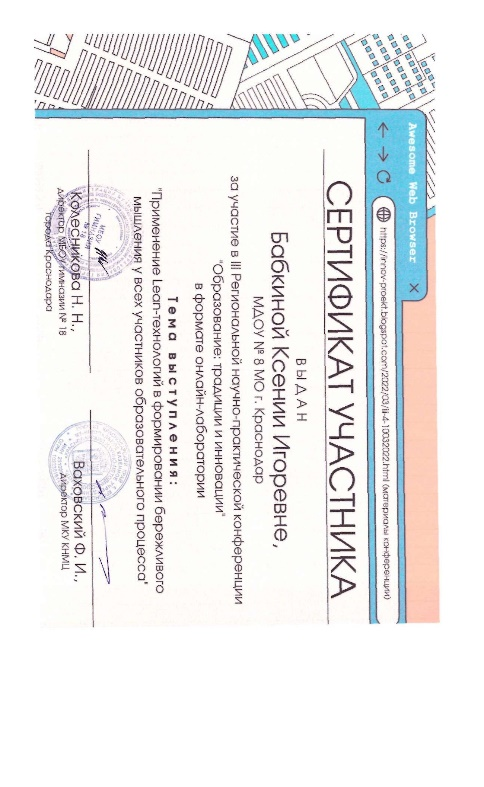 Awesome Web Browser
https://innov-proekt.blogspot.com/2022/03/iii-4-10032022.html (материалы конференции)
СЕРТИФИКАТ УЧАСТНИКА
ВЫДАН
Бабкиной Ксении Игоревне,
МДОУ № 8 МО г. Краснодар
за участие в III Региональной научно-практической конференции
"Образование: традиции и инновации"
в формате онлайн-лаборатории
Тема выступления:
"Применение Lean-технологий в формировании бережливого
мышления у всех участников образовательного процесса"
Колесникова Н. Н.,
директор МБОУ гимназии № 18
города Краснодара
Ваховский Ф. И.,
директор МКУ КНМЦ